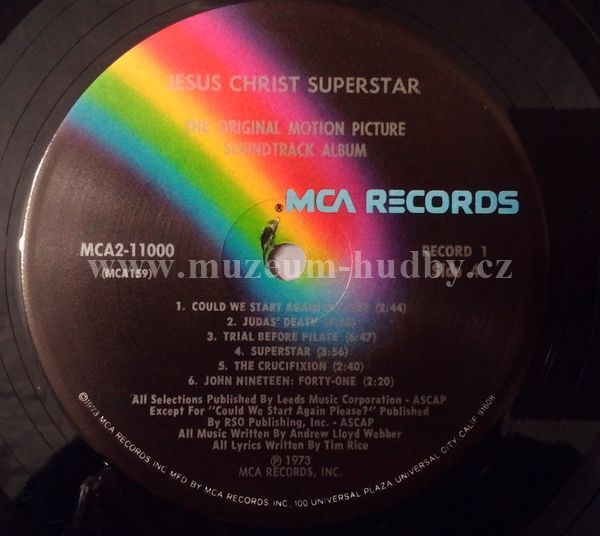 JESUS CHRIST SUPERSTAR
THE ORIGINAL MOTION PICTURE
SOUNDTRACK ALBUM
® MCA RECORDS
MCA2-11000
(MCA159)
RECORD 1
www.muzeum-hudby.cz
1. COULD WE START AGAIN (2:44)
2. JUDAS' DEATH
3. TRIAL BEFORE PILATE (6:47)
4. SUPERSTAR (3:56)
5. THE CRUCIFIXION (2:40)
6. JOHN NINETEEN: FORTY-ONE (2:20)
All Selections Published By Leeds Music Corporation - ASCAP
Except For "Could We Start Again Please?" Published
By RSO Publishing, Inc. - ASCAP
All Music Written By Andrew Lloyd Webber
All Lyrics Written By Tim Rice
℗ 1973
MCA RECORDS, INC.
©1973 MCA RECORDS INC MFD BY MCA RECORDS, INC., 100 UNIVERSAL PLAZA UNIVERSAL CITY, CALIF. 91608